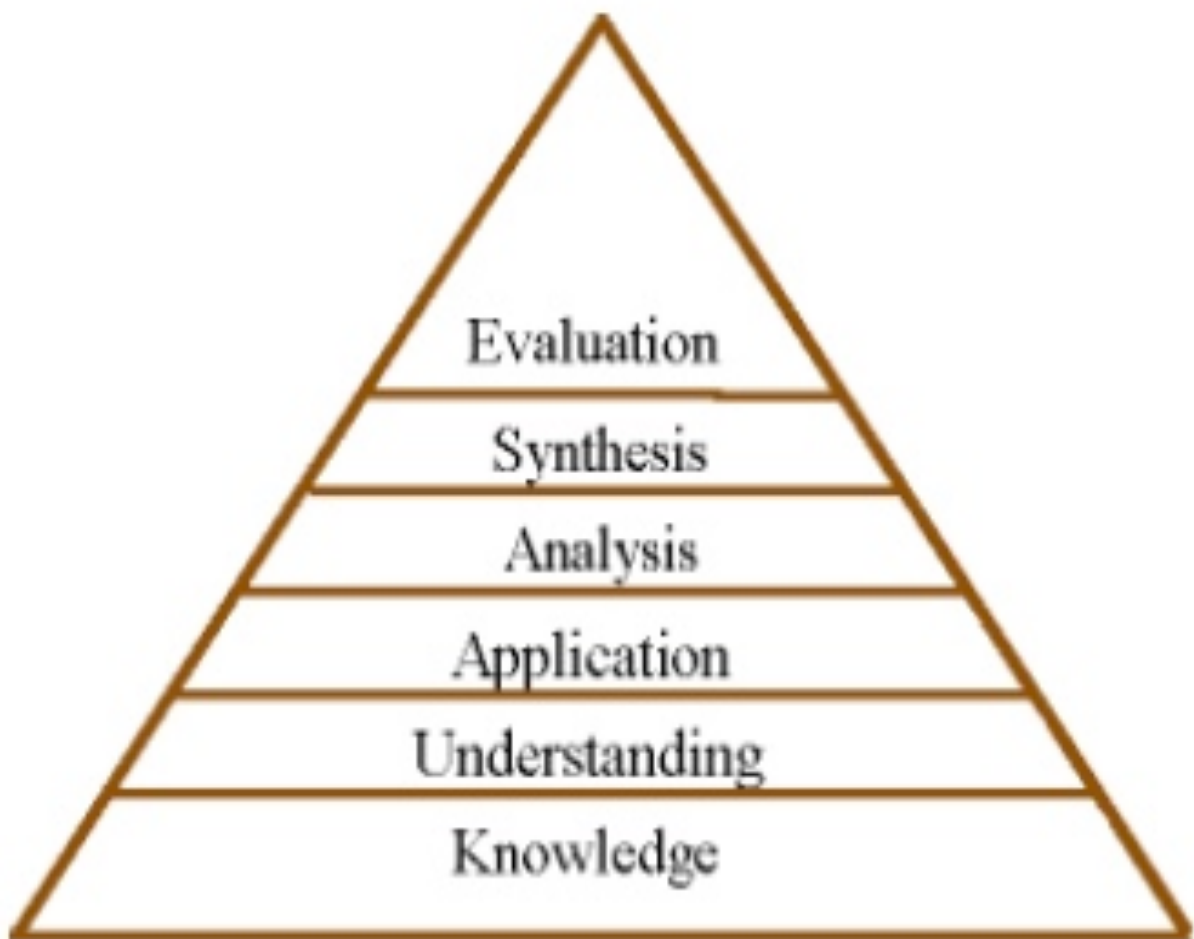 Evaluation
Synthesis
Analysis
Application
Understanding
Knowledge